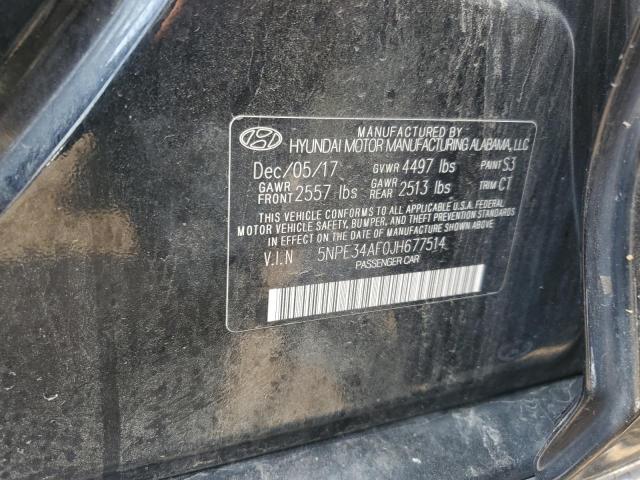 MANUFACTURED BY
HYUNDAI MOTOR MANUFACTURING ALABAMA, LLC
Dec/05/17 GVWR 4497 lbs PAINT S3
GAWR FRONT 2557 lbs GAWR REAR 2513 lbs TRIM CT
THIS VEHICLE CONFORMS TO ALL APPLICABLE U.S.A. FEDERAL
MOTOR VEHICLE SAFETY, BUMPER, AND THEFT PREVENTION STANDARDS
IN EFFECT ON THE DATE OF MANUFACTURE SHOWN ABOVE.
V.I.N 5NPE34AF0JH677514
PASSENGER CAR